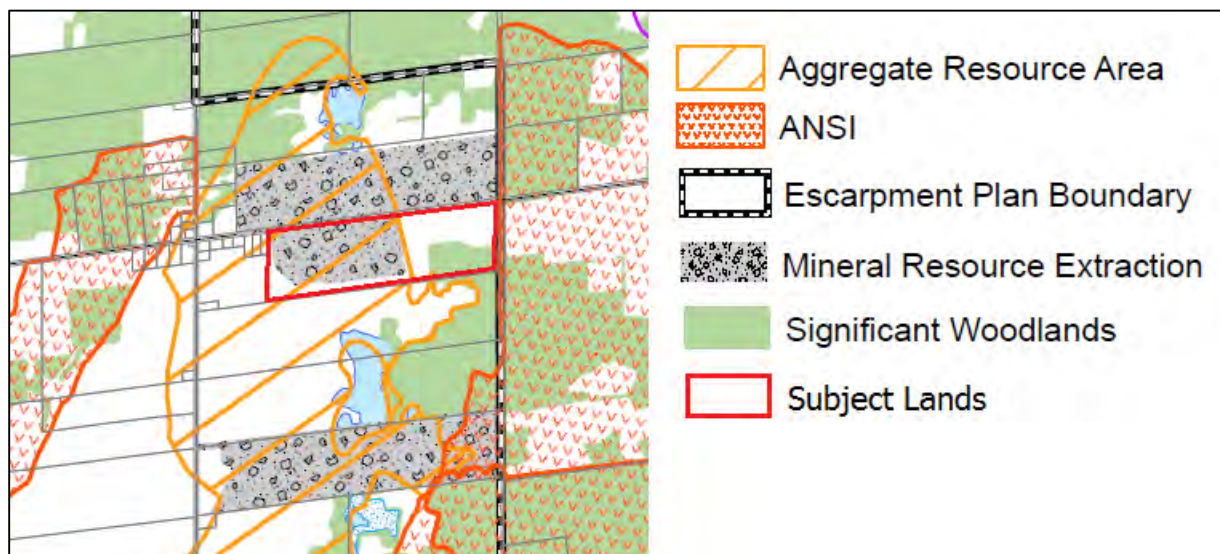 Aggregate Resource Area
ANSI
Escarpment Plan Boundary
Mineral Resource Extraction
Significant Woodlands
Subject Lands